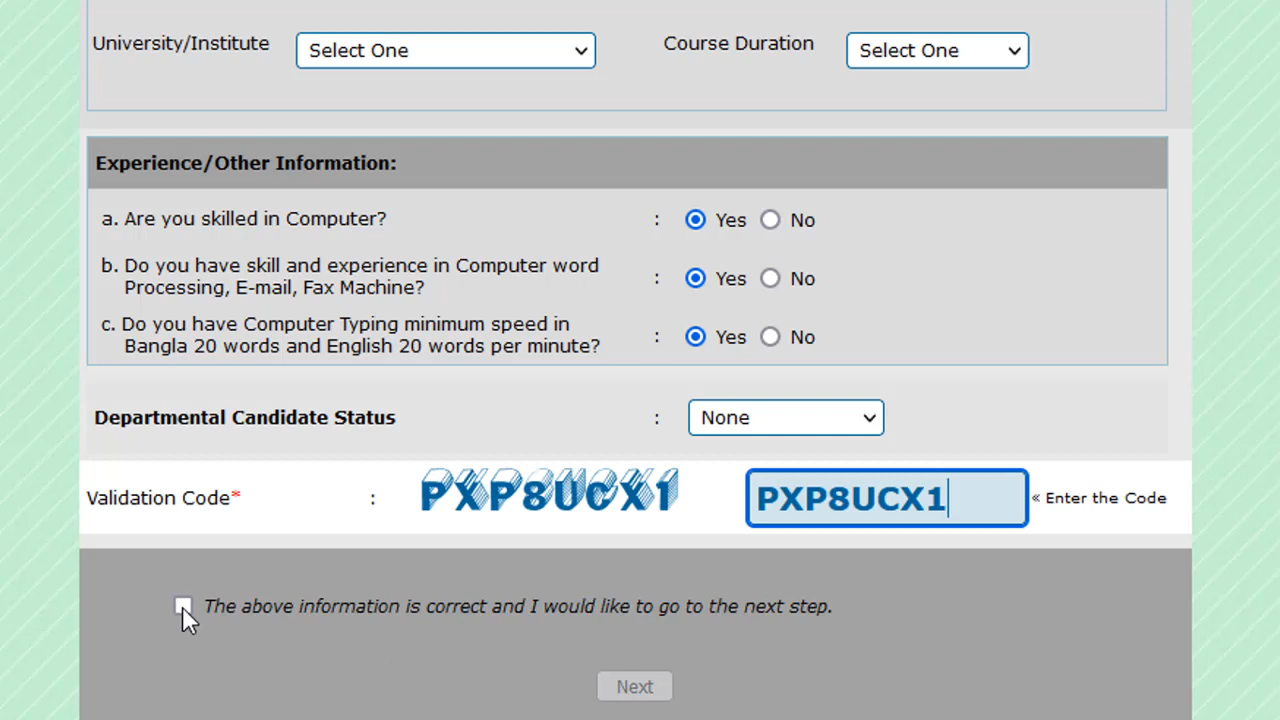 University/Institute Select One Course Duration Select One
Experience/Other Information:
a. Are you skilled in Computer? : Yes No
b. Do you have skill and experience in Computer word
Processing, E-mail, Fax Machine? : Yes No
c. Do you have Computer Typing minimum speed in
Bangla 20 words and English 20 words per minute? : Yes No
Departmental Candidate Status : None
Validation Code* : PXP8UCX1 PXP8UCX1 « Enter the Code
The above information is correct and I would like to go to the next step.
Next